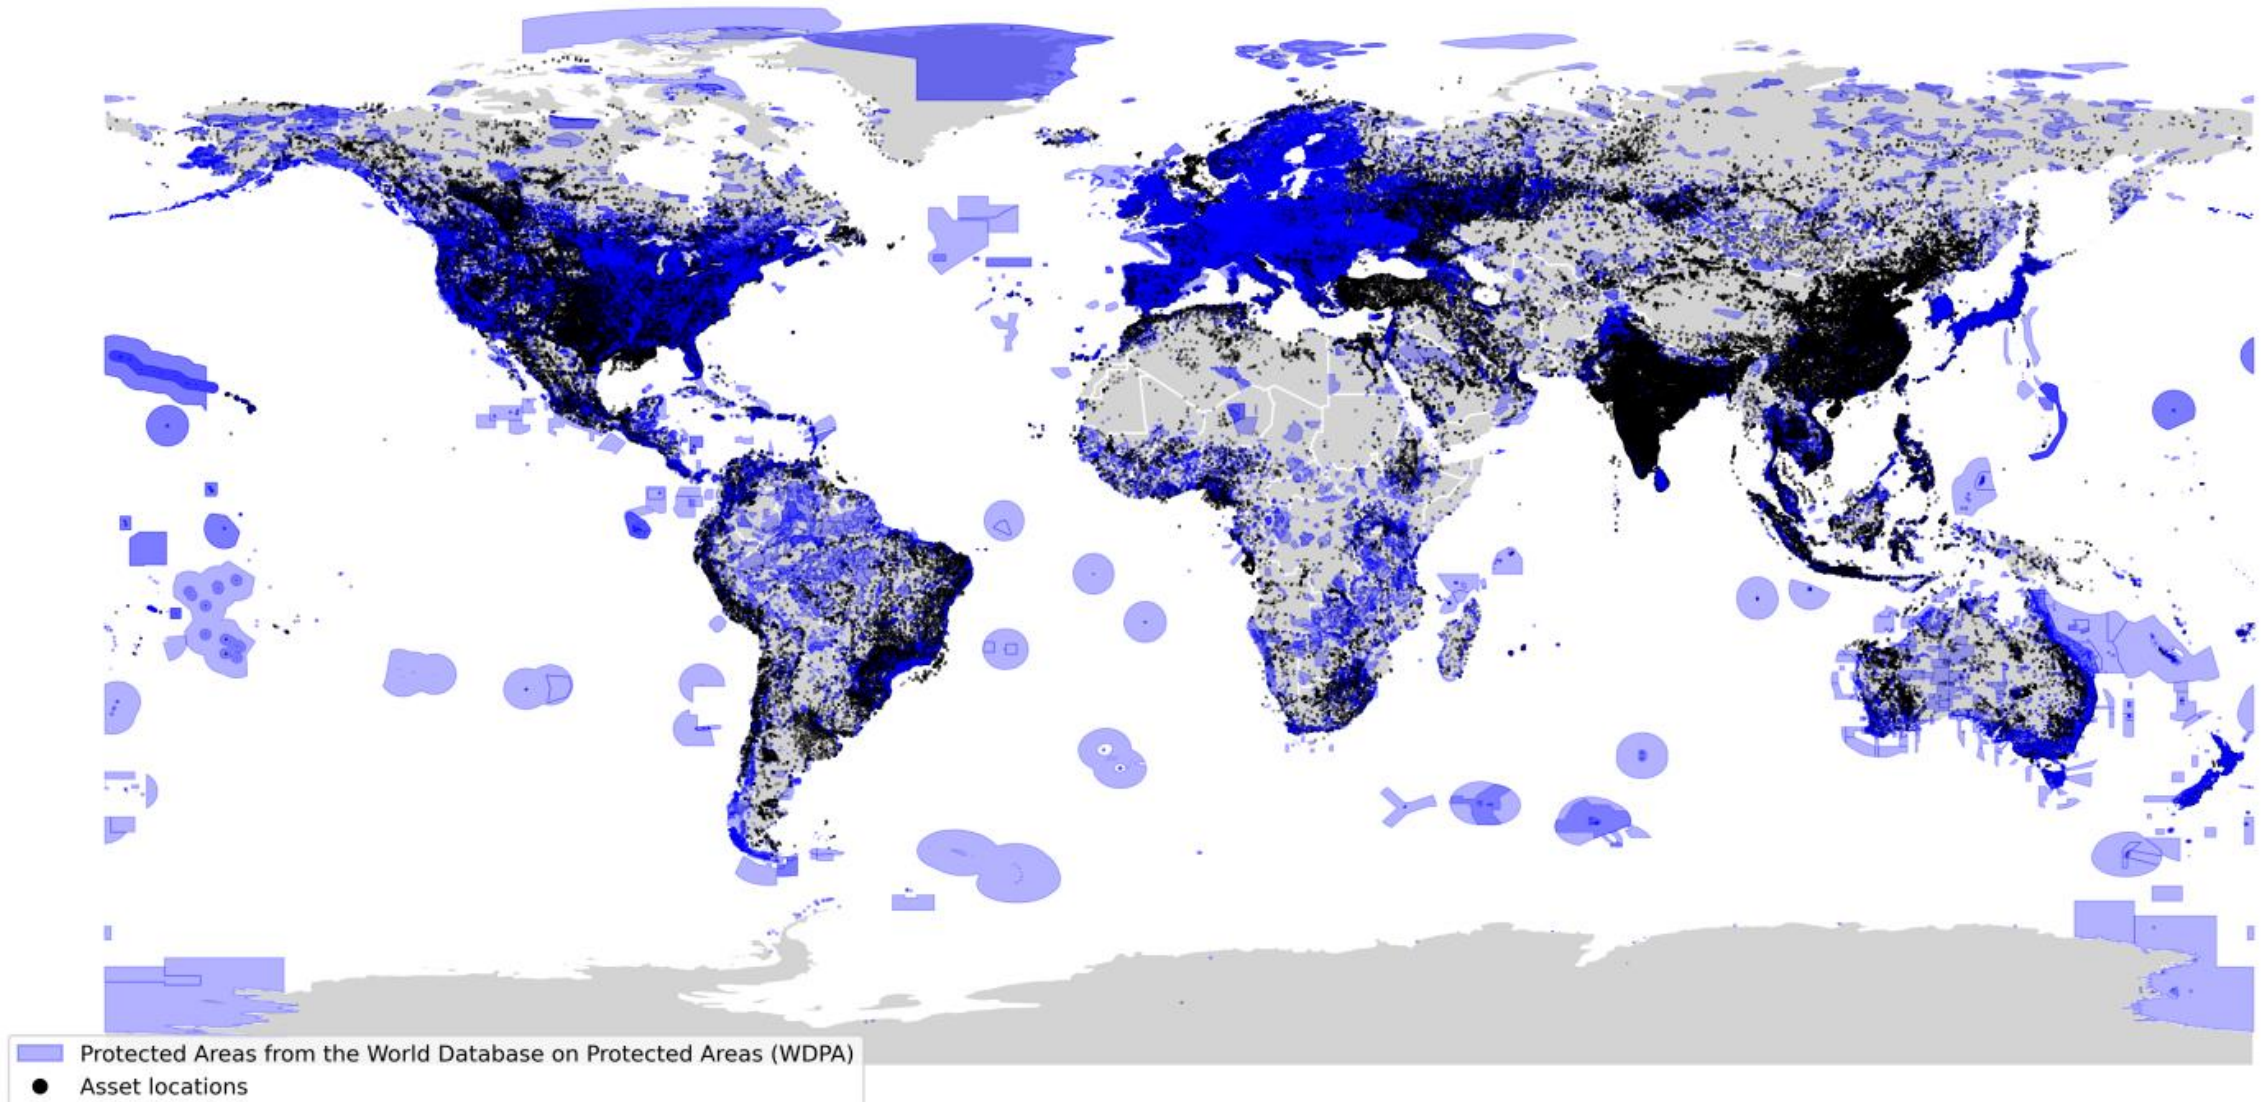 Protected Areas from the World Database on Protected Areas (WDPA)
Asset locations